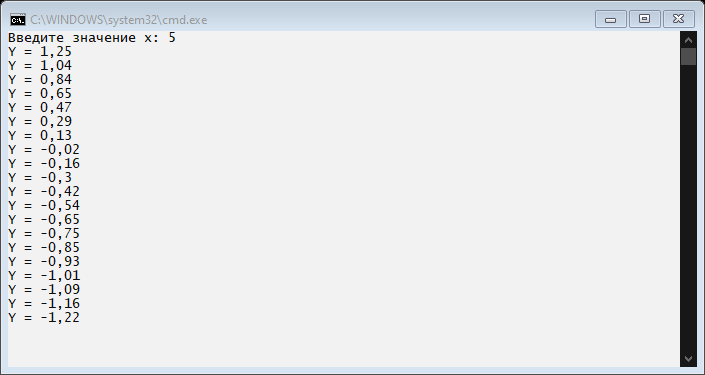 C:\WINDOWS\system32\cmd.exe
Введите значение x: 5
Y = 1,25
Y = 1,04
Y = 0,84
Y = 0,65
Y = 0,47
Y = 0,29
Y = 0,13
Y = -0,02
Y = -0,16
Y = -0,3
Y = -0,42
Y = -0,54
Y = -0,65
Y = -0,75
Y = -0,85
Y = -0,93
Y = -1,01
Y = -1,09
Y = -1,16
Y = -1,22